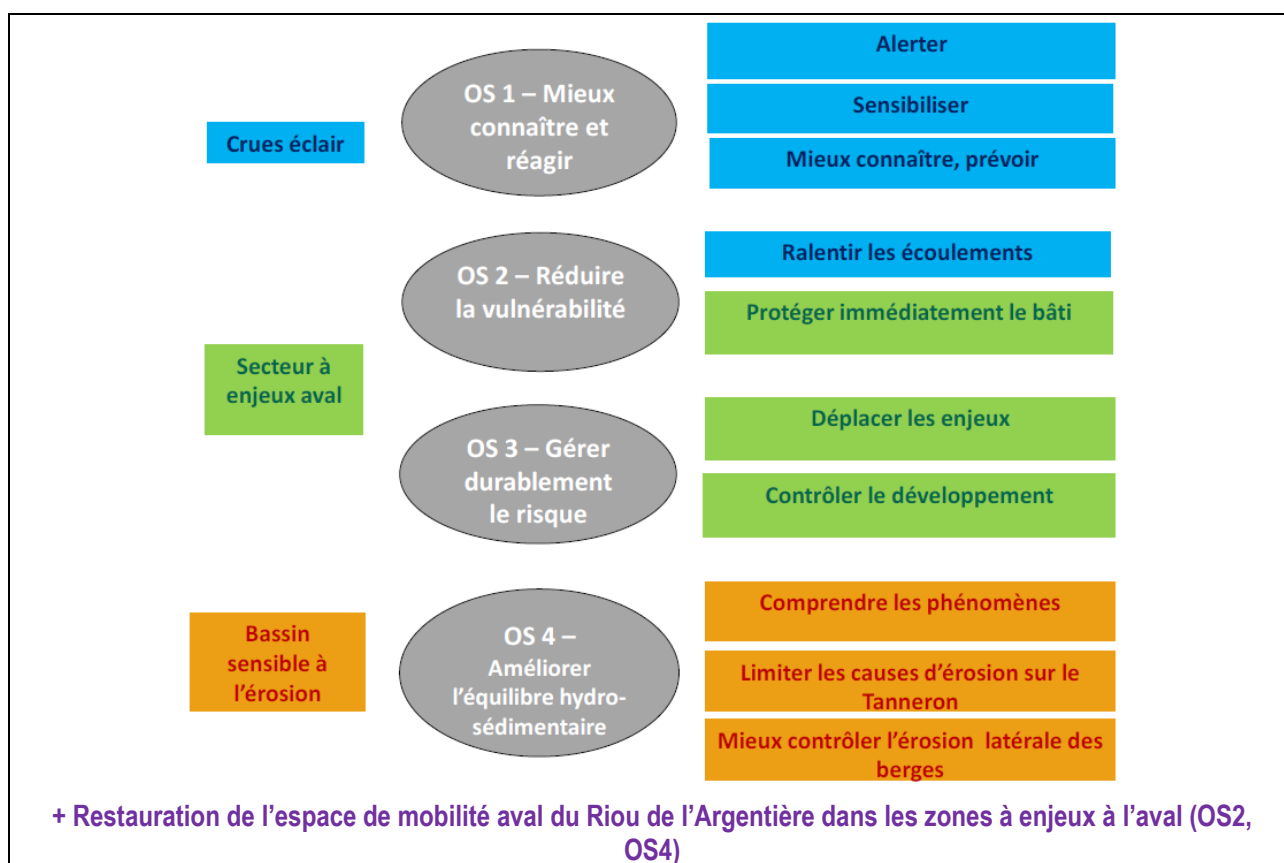 Crues éclair
OS 1 – Mieux
connaître et
réagir
Alerter
Sensibiliser
Mieux connaître, prévoir
Secteur à
enjeux aval
OS 2 – Réduire
la vulnérabilité
Ralentir les écoulements
Protéger immédiatement le bâti
OS 3 – Gérer
durablement
le risque
Déplacer les enjeux
Contrôler le développement
Bassin
sensible à
l’érosion
OS 4 –
Améliorer
l’équilibre hydro-
sédimentaire
Comprendre les phénomènes
Limiter les causes d’érosion sur le
Tanneron
Mieux contrôler l’érosion latérale des
berges
+ Restauration de l’espace de mobilité aval du Riou de l’Argentière dans les zones à enjeux à l’aval (OS2,
OS4)